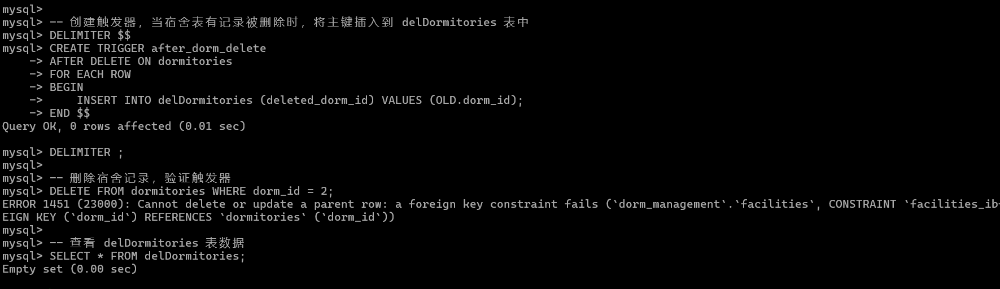 mysql>
mysql> -- 创建触发器，当宿舍表有记录被删除时，将主键插入到 delDormitories 表中
mysql> DELIMITER $$
mysql> CREATE TRIGGER after_dorm_delete
    -> AFTER DELETE ON dormitories
    -> FOR EACH ROW
    -> BEGIN
    ->     INSERT INTO delDormitories (deleted_dorm_id) VALUES (OLD.dorm_id);
    -> END $$
Query OK, 0 rows affected (0.01 sec)
mysql> DELIMITER ;
mysql>
mysql> -- 删除宿舍记录，验证触发器
mysql> DELETE FROM dormitories WHERE dorm_id = 2;
ERROR 1451 (23000): Cannot delete or update a parent row: a foreign key constraint fails (`dorm_management`.`facilities`, CONSTRAINT `facilities_ib
EIGN KEY (`dorm_id`) REFERENCES `dormitories` (`dorm_id`))
mysql>
mysql> -- 查看 delDormitories 表数据
mysql> SELECT * FROM delDormitories;
Empty set (0.00 sec)